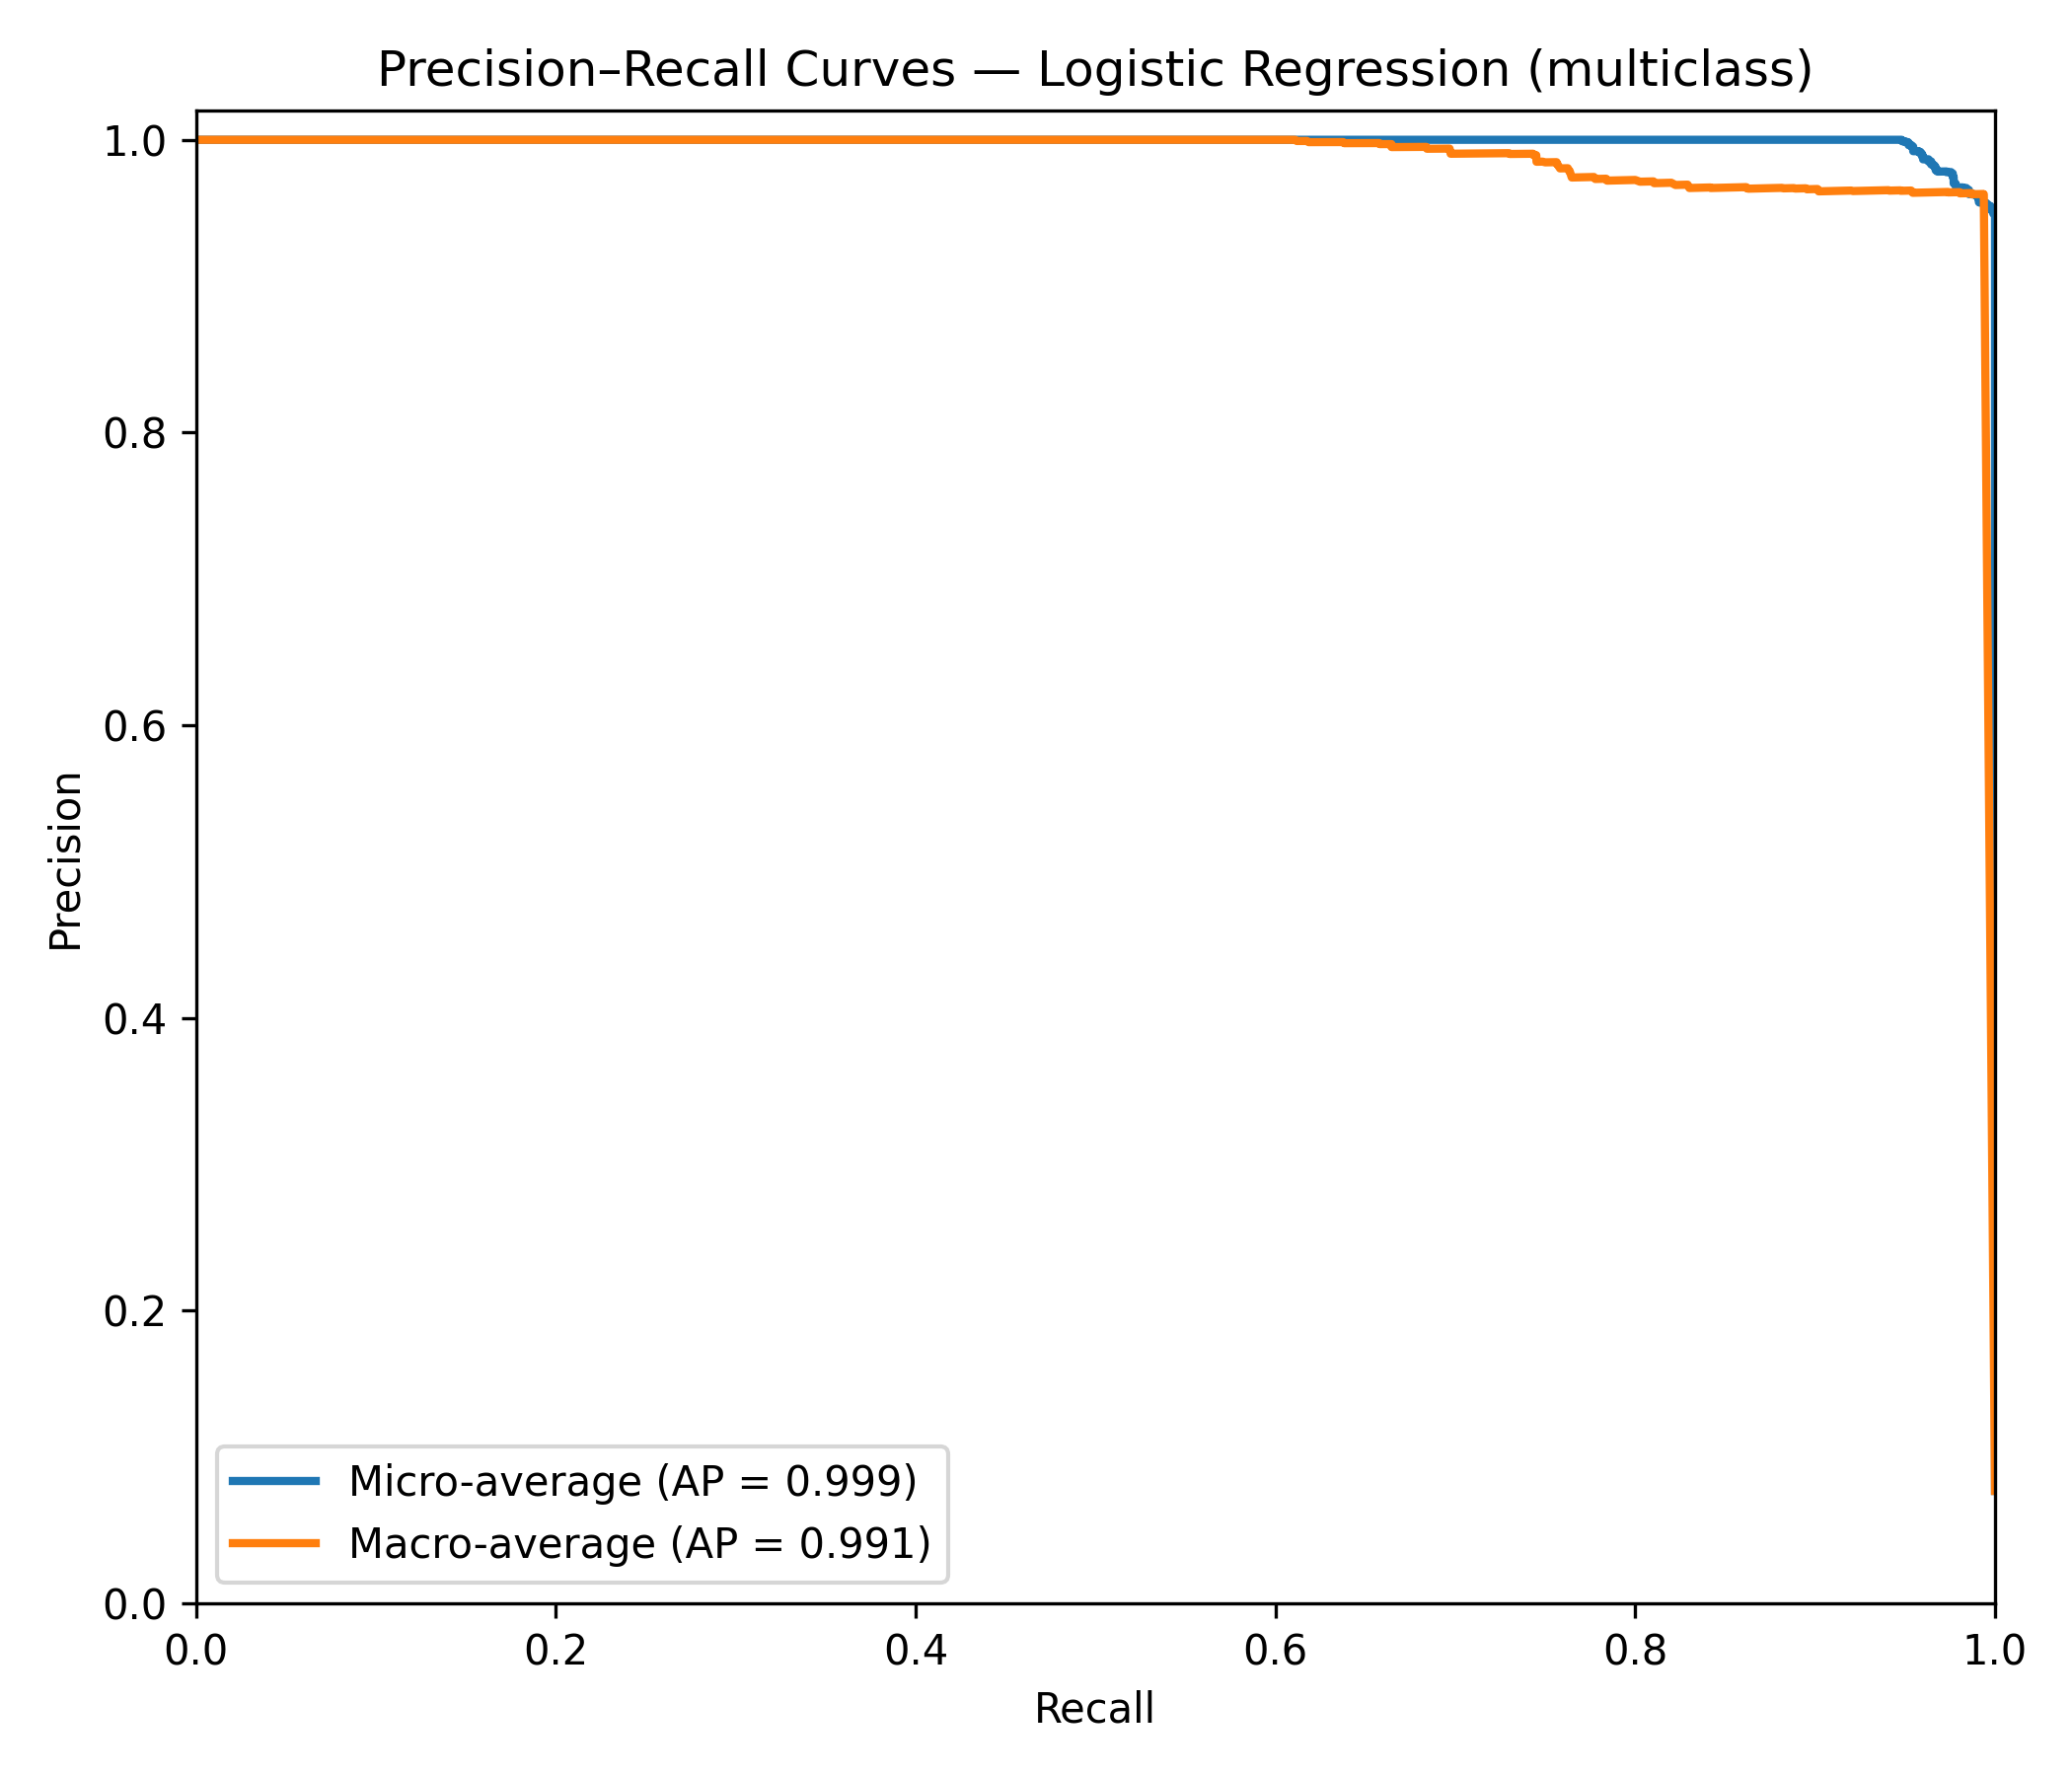 Precision–Recall Curves — Logistic Regression (multiclass)
1.0
0.8
0.6
0.4
0.2
0.0
Precision
Micro-average (AP = 0.999)
Macro-average (AP = 0.991)
0.0 0.2 0.4 0.6 0.8 1.0
Recall